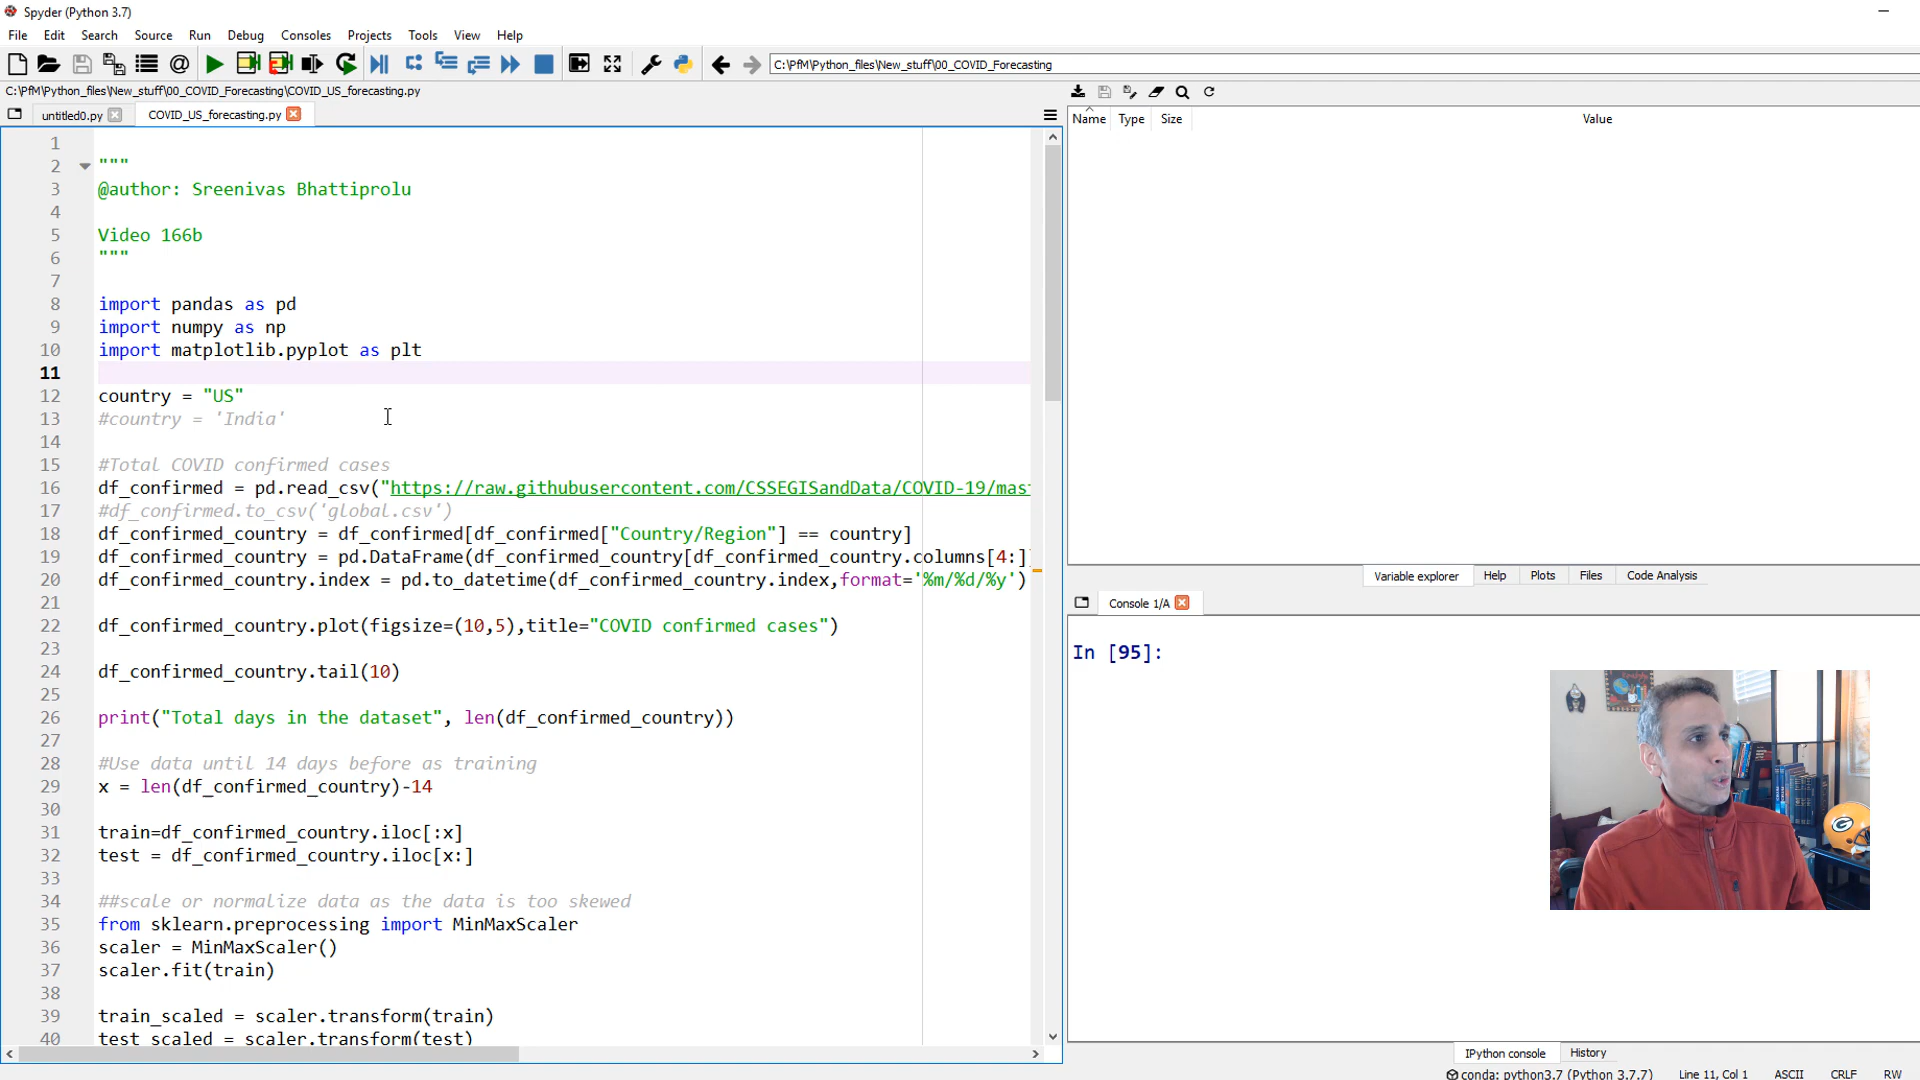 Spyder (Python 3.7)
File Edit Search Source Run Debug Consoles Projects Tools View Help
C:\PfM\Python_files\New_stuff\00_COVID_Forecasting
C:\PfM\Python_files\New_stuff\00_COVID_Forecasting\COVID_US_forecasting.py
untitled0.py COVID_US_forecasting.py
Name Type Size Value
1
2 """
3 @author: Sreenivas Bhattiprolu
4
5 Video 166b
6 """
7
8 import pandas as pd
9 import numpy as np
10 import matplotlib.pyplot as plt
11
12 country = "US"
13 #country = 'India'
14
15 #Total COVID confirmed cases
16 df_confirmed = pd.read_csv("https://raw.githubusercontent.com/CSSEGISandData/COVID-19/mas
17 #df_confirmed.to_csv('global.csv')
18 df_confirmed_country = df_confirmed[df_confirmed["Country/Region"] == country]
19 df_confirmed_country = pd.DataFrame(df_confirmed_country[df_confirmed_country.columns[4:]
20 df_confirmed_country.index = pd.to_datetime(df_confirmed_country.index,format='%m/%d/%y')
21
22 df_confirmed_country.plot(figsize=(10,5),title="COVID confirmed cases")
23
24 df_confirmed_country.tail(10)
25
26 print("Total days in the dataset", len(df_confirmed_country))
27
28 #Use data until 14 days before as training
29 x = len(df_confirmed_country)-14
30
31 train=df_confirmed_country.iloc[:x]
32 test = df_confirmed_country.iloc[x:]
33
34 ##scale or normalize data as the data is too skewed
35 from sklearn.preprocessing import MinMaxScaler
36 scaler = MinMaxScaler()
37 scaler.fit(train)
38
39 train_scaled = scaler.transform(train)
40 test_scaled = scaler.transform(test)
Variable explorer Help Plots Files Code Analysis
Console 1/A
In [95]:
IPython console History
conda: python3.7 (Python 3.7.7) Line 11, Col 1 ASCII CRLF RW